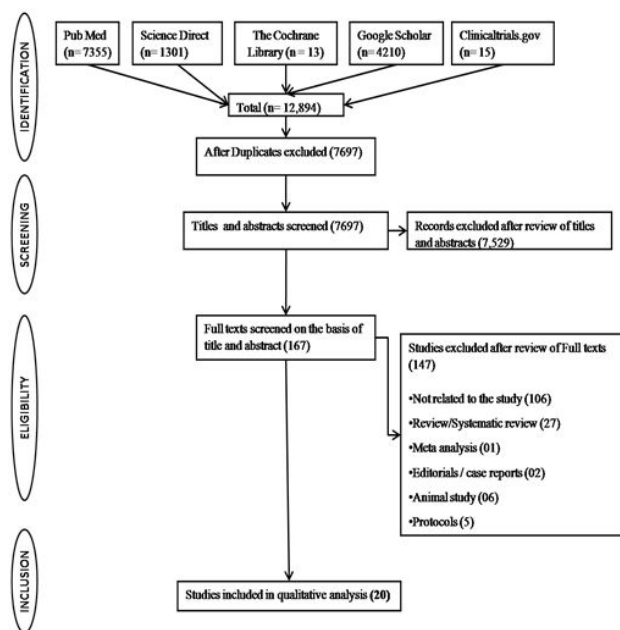 IDENTIFICATION
Pub Med
(n= 7355)
Science Direct
(n= 1301)
The Cochrane
Library (n= 13)
Google Scholar
(n=4210)
Clinicaltrials.gov
(n= 15)
Total (n= 12,894)
After Duplicates excluded (7697)
SCREENING
Titles and abstracts screened (7697)
Records excluded after review of titles
and abstracts (7,529)
ELIGIBILITY
Full texts screened on the basis of
title and abstract (167)
Studies excluded after review of Full texts
(147)
•Not related to the study (106)
•Review/Systematic review (27)
•Meta analysis (01)
•Editorials / case reports (02)
•Animal study (06)
•Protocols (5)
INCLUSION
Studies included in qualitative analysis (20)